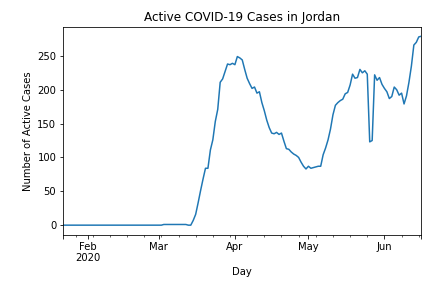 Active COVID-19 Cases in Jordan
Number of Active Cases
250
200
150
100
50
0
Feb
2020
Mar
Apr
May
Jun
Day